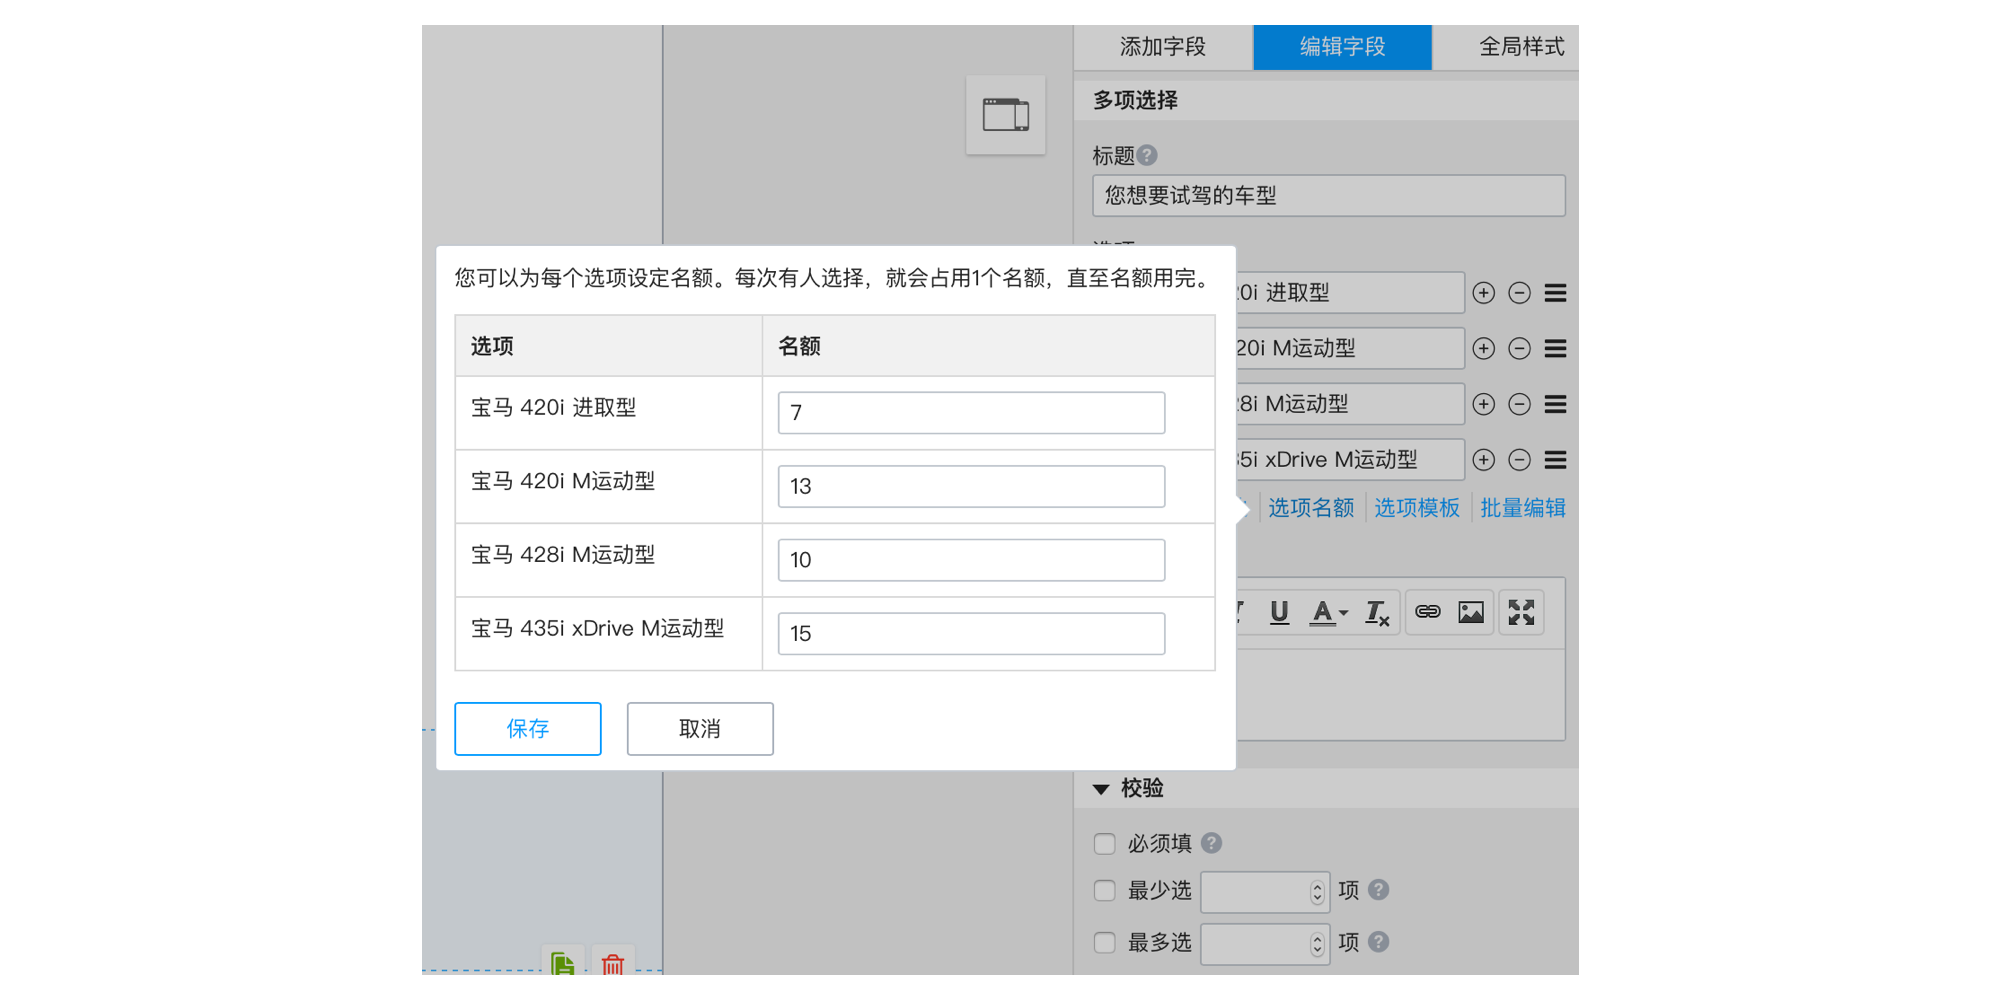 添加字段
编辑字段
全局样式
多项选择
标题?
您想要试驾的车型
您可以为每个选项设定名额。每次有人选择，就会占用1个名额，直至名额用完。
选项 名额
宝马 420i 进取型 7
宝马 420i M运动型 13
宝马 428i M运动型 10
宝马 435i xDrive M运动型 15
保存 取消
0i 进取型
20i M运动型
8i M运动型
5i xDrive M运动型
选项名额 选项模板 批量编辑
校验
必须填 ?
最少选 项 ?
最多选 项 ?